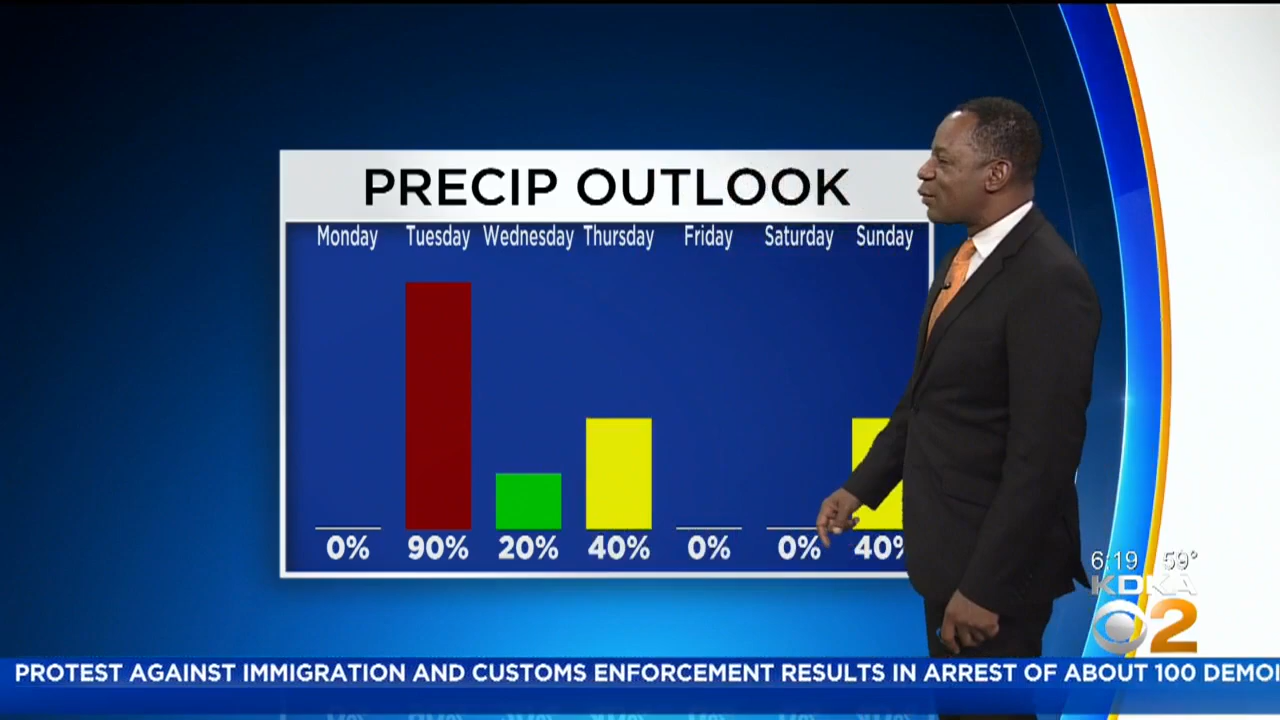 PRECIP OUTLOOK
Monday Tuesday Wednesday Thursday Friday Saturday Sunday
0% 90% 20% 40% 0% 0% 40%
6:19 59°
KDKA
2
PROTEST AGAINST IMMIGRATION AND CUSTOMS ENFORCEMENT RESULTS IN ARREST OF ABOUT 100